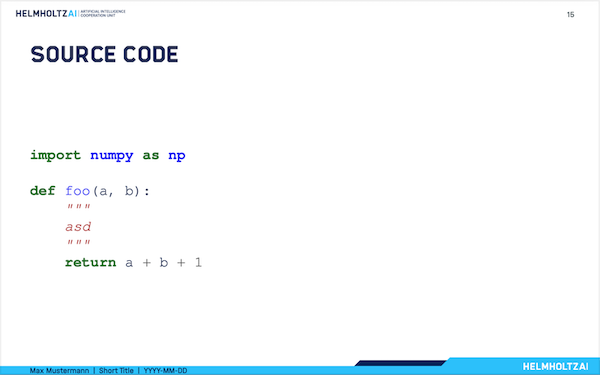 HELMHOLTZAI | ARTIFICIAL INTELLIGENCE
COOPERATION UNIT
15
SOURCE CODE
import numpy as np
def foo(a, b):
    """
    asd
    """
    return a + b + 1
Max Mustermann | Short Title | YYYY-MM-DD
HELMHOLTZAI